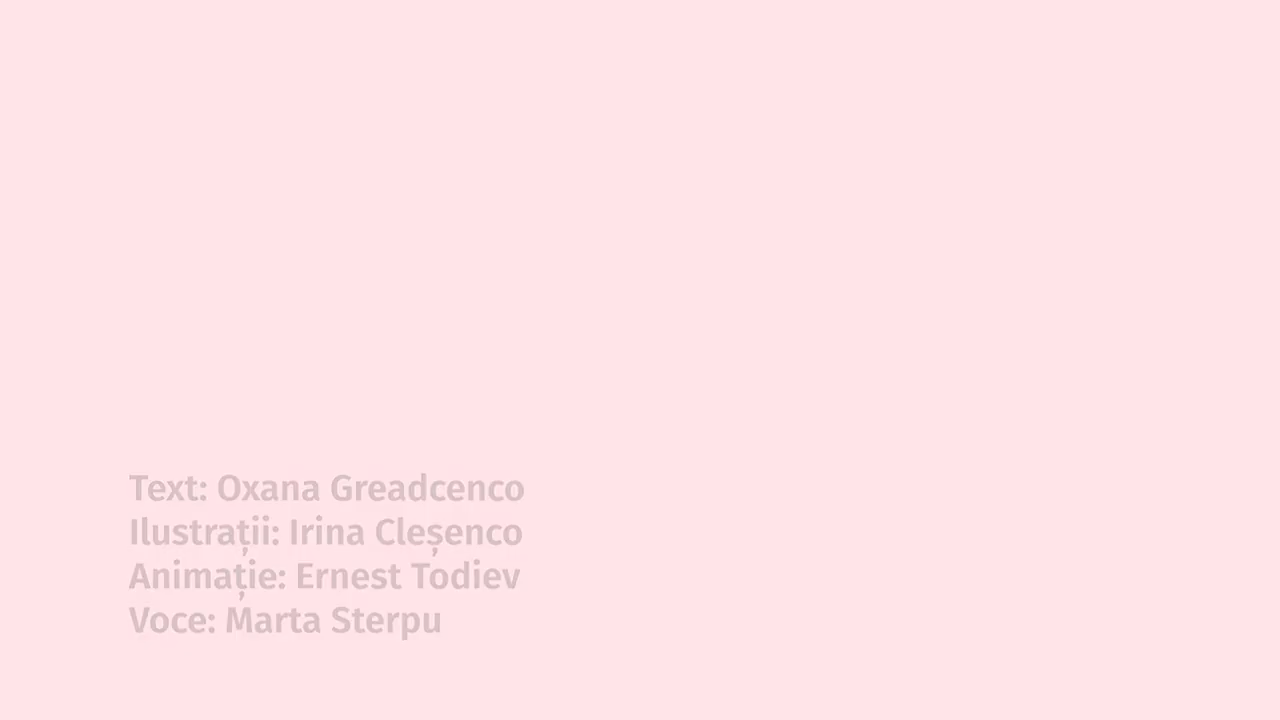 Text: Oxana Greadcenco
Ilustrații: Irina Cleșenco
Animație: Ernest Todiev
Voce: Marta Sterpu